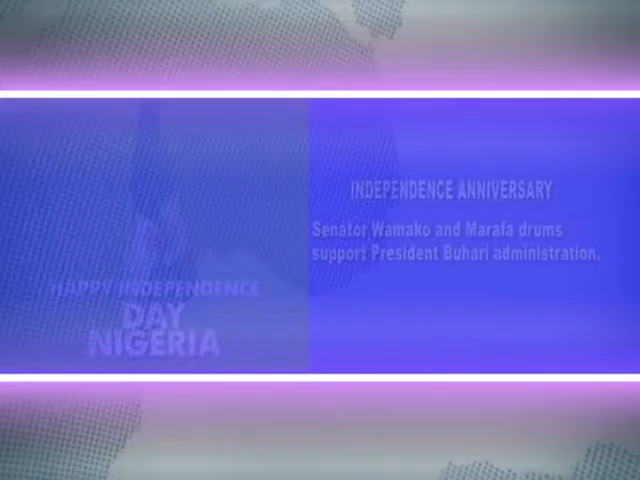 INDEPENDENCE ANNIVERSARY
Senator Wamako and Marafa drums
support President Buhari administration.
HAPPY INDEPENDENCE
DAY
NIGERIA